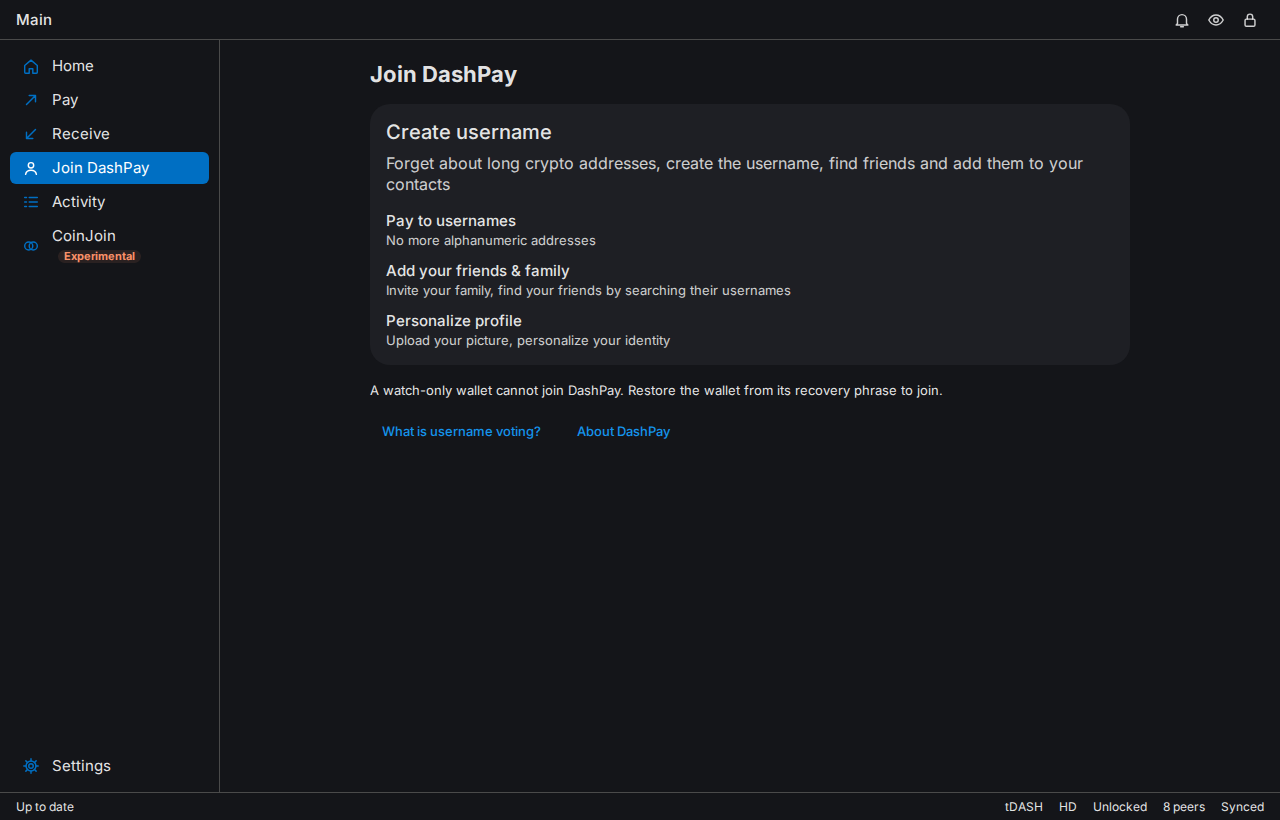 Main
Home
Pay
Receive
Join DashPay
Activity
CoinJoin
Experimental
Settings
Join DashPay
Create username
Forget about long crypto addresses, create the username, find friends and add them to your
contacts
Pay to usernames
No more alphanumeric addresses
Add your friends & family
Invite your family, find your friends by searching their usernames
Personalize profile
Upload your picture, personalize your identity
A watch-only wallet cannot join DashPay. Restore the wallet from its recovery phrase to join.
What is username voting? About DashPay
Up to date tDASH HD Unlocked 8 peers Synced